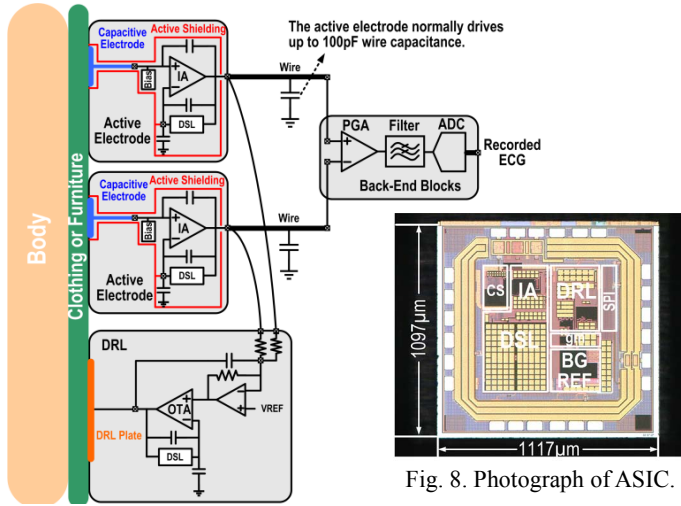 The active electrode normally drives
up to 100pF wire capacitance.
Capacitive
Electrode
Active Shielding
Bias
IA
DSL
Active
Electrode
Wire
PGA
Filter
ADC
Recorded
ECG
Back-End Blocks
Body
Clothing or Furniture
Capacitive
Electrode
Active Shielding
Bias
IA
DSL
Active
Electrode
Wire
DRL
OTA
VREF
DSL
DRL Plate
CS
IA
DRL
SPI
DSL
gm
BG
REF
1097μm
1117μm
Fig. 8. Photograph of ASIC.